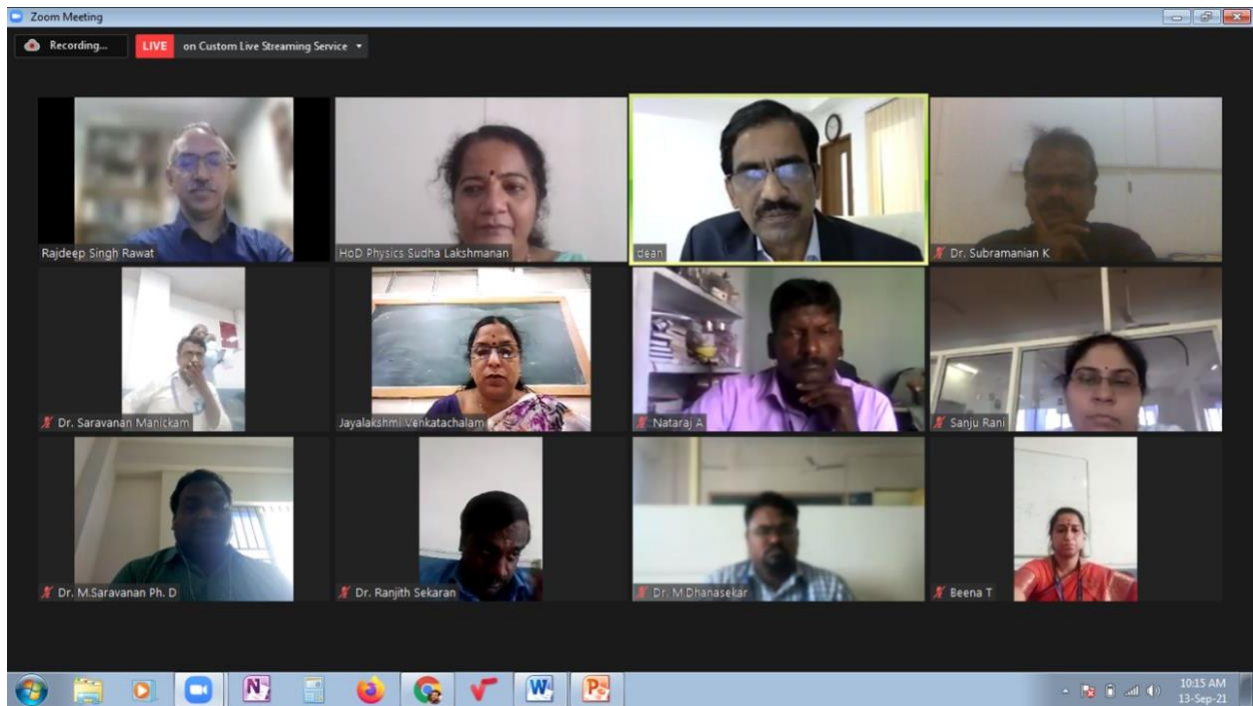 Zoom Meeting
Recording...
LIVE on Custom Live Streaming Service
Rajdeep Singh Rawat
HoD Physics Sudha Lakshmanan
dean
Dr. Subramanian K
Dr. Saravanan Manickam
Jayalakshmi Venkatachalam
Nataraj A
Sanju Rani
Dr. M.Saravanan Ph. D
Dr. Ranjith Sekaran
Dr. M.Dhanasekar
Beena T
10:15 AM
13-Sep-21